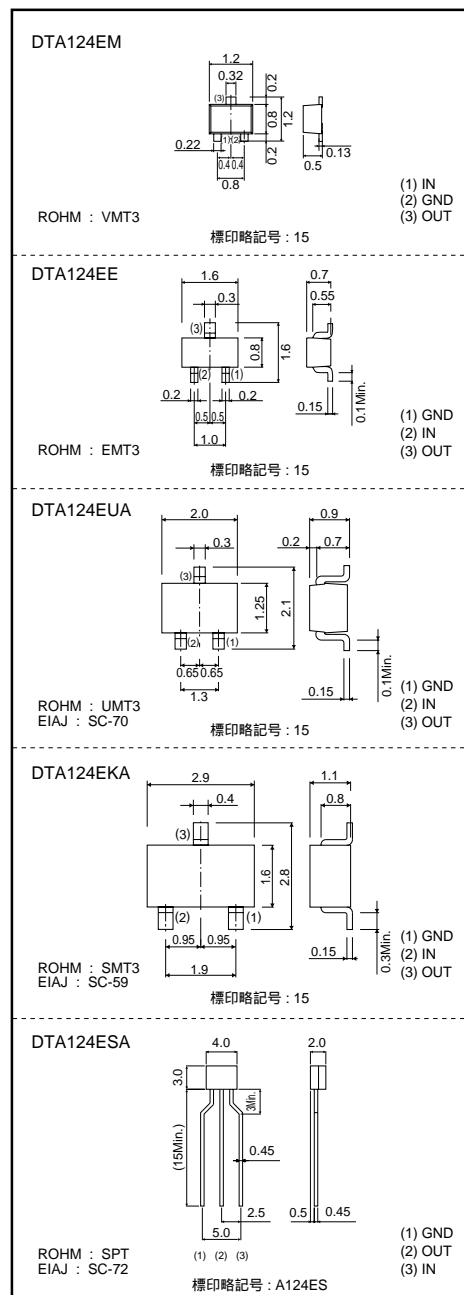 DTA124EM
1.2
0.32
0.2
(3)
0.8
1.2
0.22
(1) (2)
0.2
0.13
0.4 0.4
0.5
0.8
(1) IN
(2) GND
(3) OUT
ROHM : VMT3
標印略記号 : 15
DTA124EE
1.6
0.7
0.3
0.55
(3)
0.8
1.6
(2)
(1)
0.2
0.2
0.15
0.1Min.
0.5 0.5
1.0
(1) GND
(2) IN
(3) OUT
ROHM : EMT3
標印略記号 : 15
DTA124EUA
2.0
0.9
0.3
0.2
0.7
(3)
1.25
2.1
(2)
(1)
0.65 0.65
1.3
0.15
0.1Min.
(1) GND
(2) IN
(3) OUT
ROHM : UMT3
EIAJ : SC-70
標印略記号 : 15
DTA124EKA
2.9
1.1
0.4
0.8
(3)
1.6
2.8
(2)
(1)
0.95 0.95
1.9
0.15
0.3Min.
(1) GND
(2) IN
(3) OUT
ROHM : SMT3
EIAJ : SC-59
標印略記号 : 15
DTA124ESA
4.0
2.0
3.0
3Min.
(15Min.)
0.45
2.5
0.5
0.45
5.0
(1) (2) (3)
(1) GND
(2) OUT
(3) IN
ROHM : SPT
EIAJ : SC-72
標印略記号 : A124ES